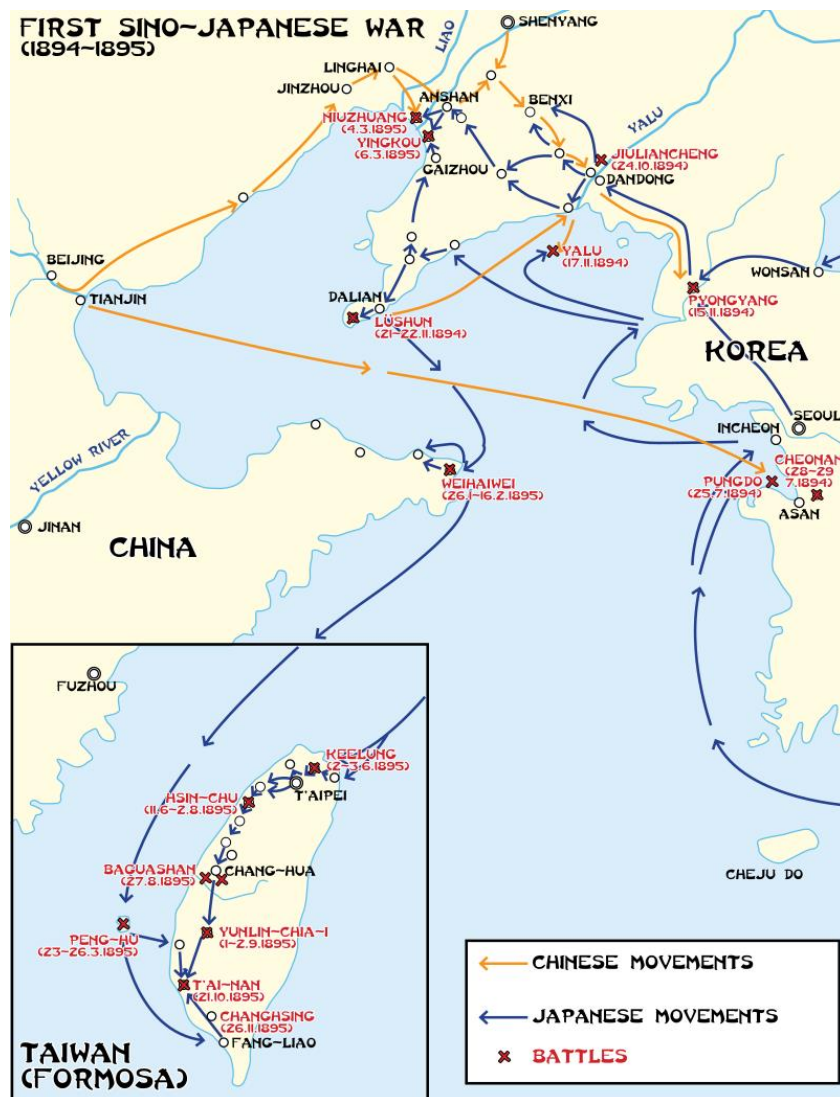 FIRST SINO-JAPANESE WAR
(1894-1895)
LIAO
SHENYANG
LINGHAI
JINZHOU
ANSHAN
BENXI
YALU
NIUZHUANG
(4.3.1895)
YINGKOU
(6.3.1895)
GAIZHOU
JIULIANCHENG
(24.10.1894)
DANDONG
BEIJING
TIANJIN
YALU
(17.11.1894)
WONSAN
DALIAN
LÜSHUN
(21-22.11.1894)
PYONGYANG
(15.11.1894)
KOREA
SEOUL
INCHEON
YELLOW RIVER
WEIHAIWEI
(26.1-16.2.1895)
PUNGDO
(25.7.1894)
CHEONAN
(28-29
7.1894)
ASAN
JINAN
CHINA
FUZHOU
KEELUNG
(2-3.6.1895)
T'AIPEI
HSIN-CHU
(11.6-2.8.1895)
BAGUASHAN
(27.8.1895)
CHANG-HUA
CHEJU DO
PENG-HU
(23-26.3.1895)
YUNLIN-CHIA-I
(1-2.9.1895)
T'AI-NAN
(21.10.1895)
CHANGHSING
(26.11.1895)
FANG-LIAO
TAIWAN
(FORMOSA)
CHINESE MOVEMENTS
JAPANESE MOVEMENTS
BATTLES